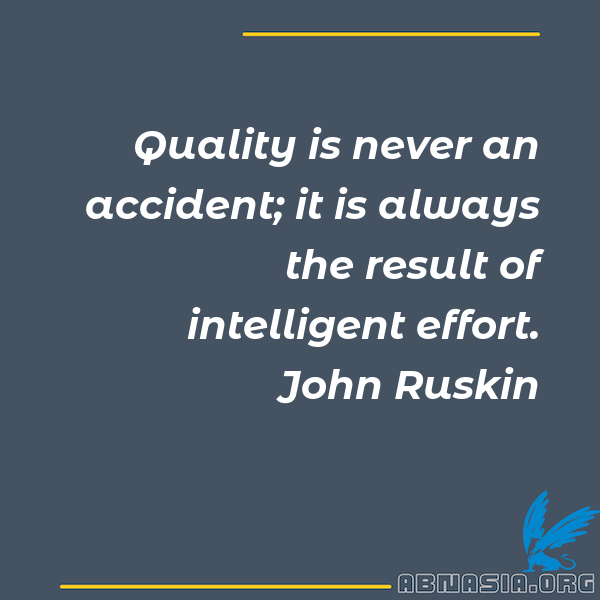 Quality is never an
accident; it is always
the result of
intelligent effort.
John Ruskin
ABNASIA.ORG